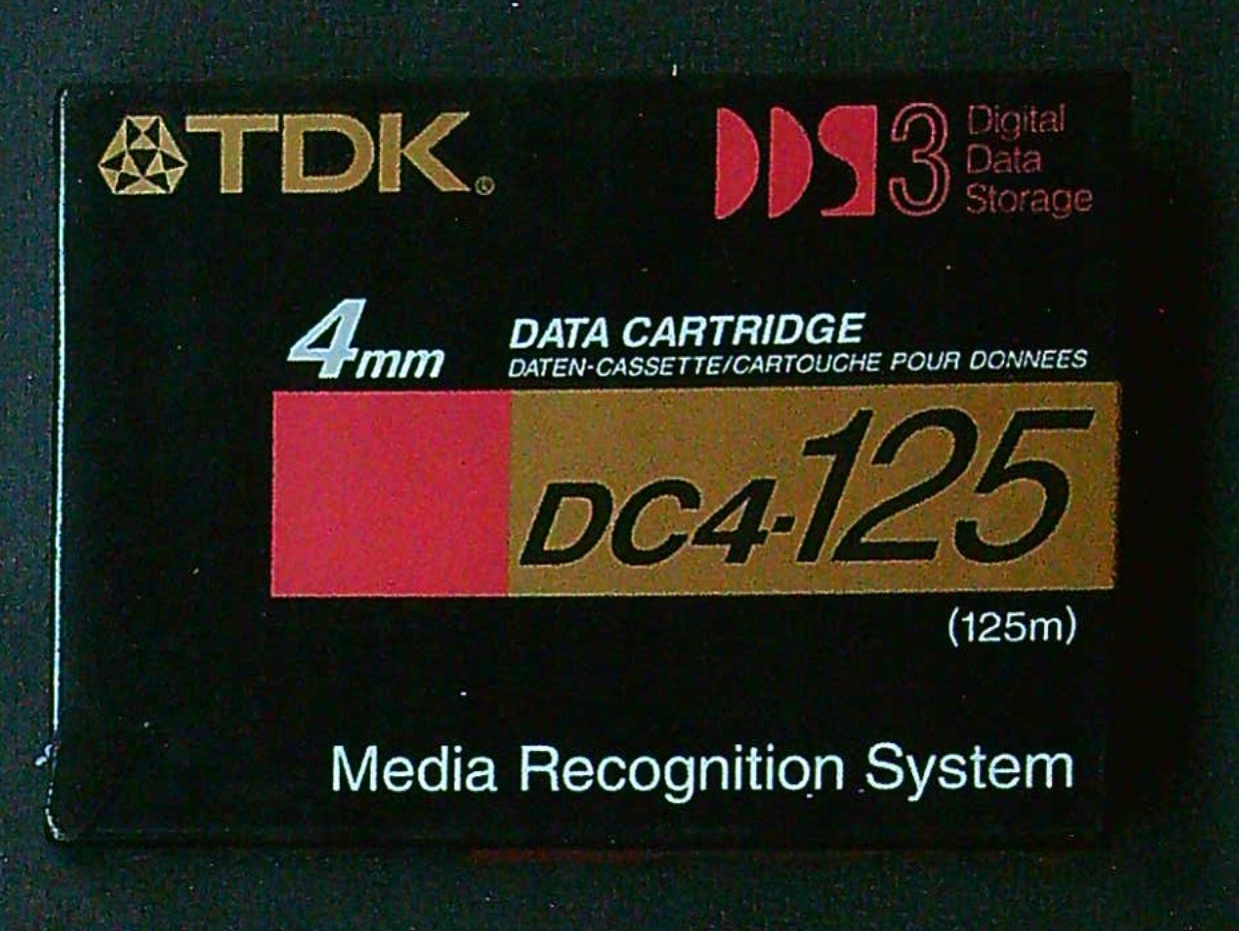 TDK®
DDS3 Digital
Data
Storage
4mm DATA CARTRIDGE
DATEN-CASSETTE/CARTOUCHE POUR DONNEES
DC4-125
(125m)
Media Recognition System